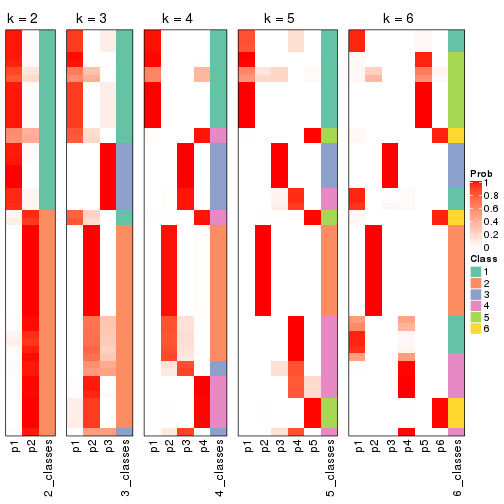 k = 2
k = 3
k = 4
k = 5
k = 6
p1
p2
2_classes
p1
p2
p3
3_classes
p1
p2
p3
p4
4_classes
p1
p2
p3
p4
p5
5_classes
p1
p2
p3
p4
p5
p6
6_classes
Prob
1
0.8
0.6
0.4
0.2
0
Class
1
2
3
4
5
6